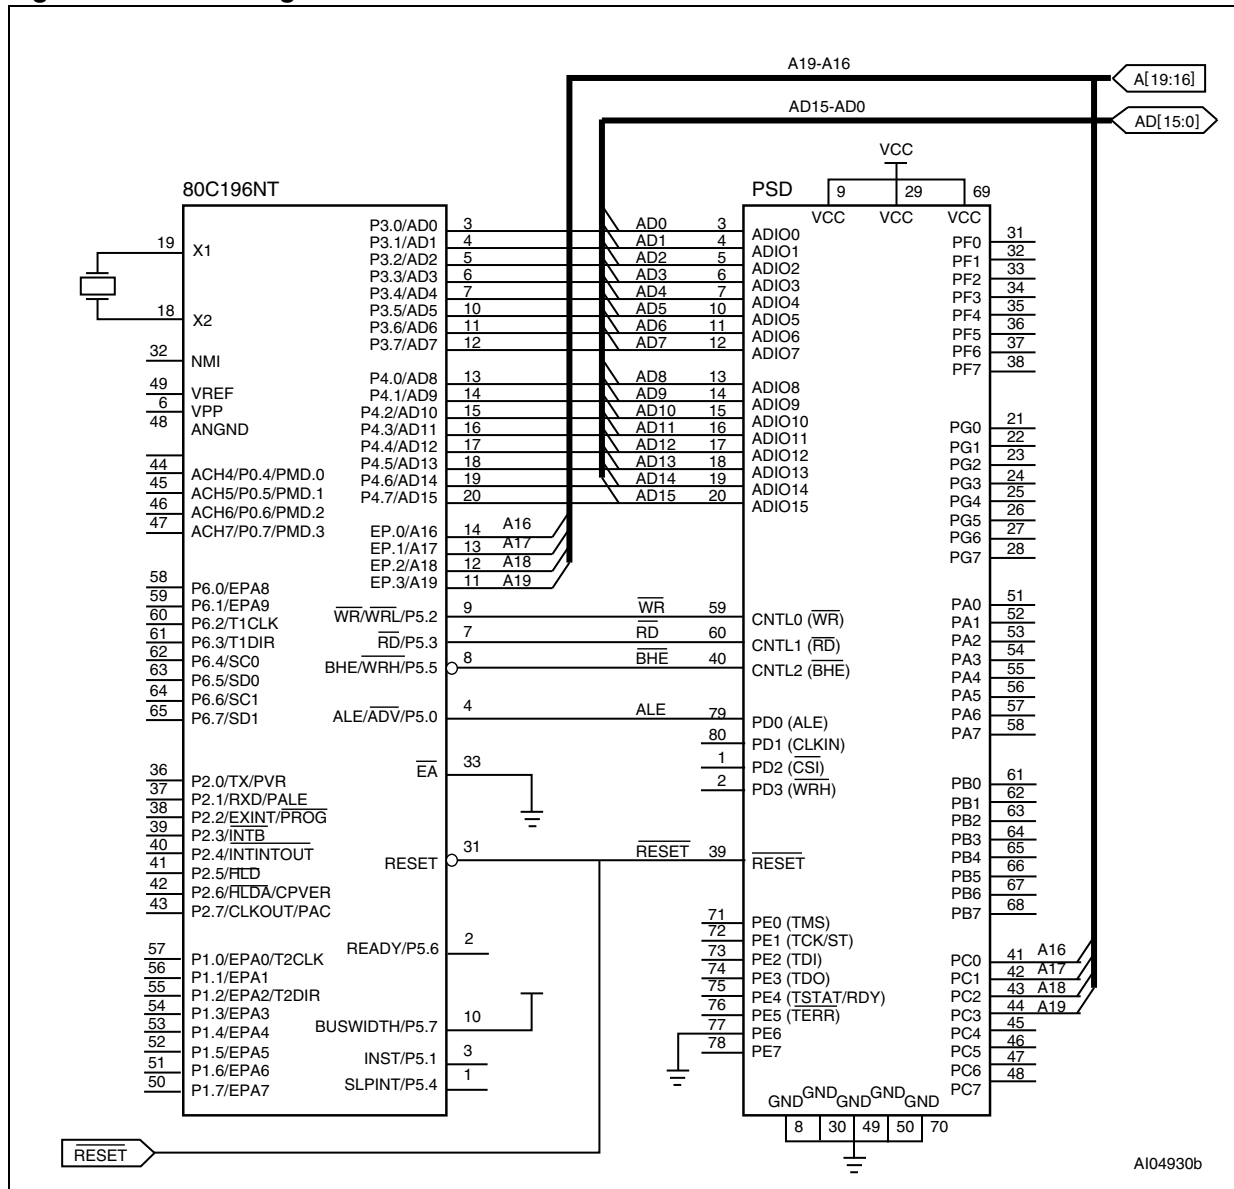 A19-A16
A[19:16]
AD15-AD0
AD[15:0]
VCC
80C196NT
PSD
9 29 69
VCC VCC VCC
19 X1
18 X2
32 NMI
49 VREF
6 VPP
48 ANGND
44 ACH4/P0.4/PMD.0
45 ACH5/P0.5/PMD.1
46 ACH6/P0.6/PMD.2
47 ACH7/P0.7/PMD.3
58 P6.0/EPA8
59 P6.1/EPA9
60 P6.2/T1CLK
61 P6.3/T1DIR
62 P6.4/SC0
63 P6.5/SD0
64 P6.6/SC1
65 P6.7/SD1
36 P2.0/TX/PVR
37 P2.1/RXD/PALE
38 P2.2/EXINT/PROG
39 P2.3/INTB
40 P2.4/INTINTOUT
41 P2.5/HLD
42 P2.6/HLDA/CPVER
43 P2.7/CLKOUT/PAC
57 P1.0/EPA0/T2CLK
56 P1.1/EPA1
55 P1.2/EPA2/T2DIR
54 P1.3/EPA3
53 P1.4/EPA4
52 P1.5/EPA5
51 P1.6/EPA6
50 P1.7/EPA7
P3.0/AD0 3 AD0 3 ADIO0
P3.1/AD1 4 AD1 4 ADIO1
P3.2/AD2 5 AD2 5 ADIO2
P3.3/AD3 6 AD3 6 ADIO3
P3.4/AD4 7 AD4 7 ADIO4
P3.5/AD5 10 AD5 10 ADIO5
P3.6/AD6 11 AD6 11 ADIO6
P3.7/AD7 12 AD7 12 ADIO7
P4.0/AD8 13 AD8 13 ADIO8
P4.1/AD9 14 AD9 14 ADIO9
P4.2/AD10 15 AD10 15 ADIO10
P4.3/AD11 16 AD11 16 ADIO11
P4.4/AD12 17 AD12 17 ADIO12
P4.5/AD13 18 AD13 18 ADIO13
P4.6/AD14 19 AD14 19 ADIO14
P4.7/AD15 20 AD15 20 ADIO15
EP.0/A16 14 A16
EP.1/A17 13 A17
EP.2/A18 12 A18
EP.3/A19 11 A19
WR/WRL/P5.2 9 WR 59 CNTL0 (WR)
RD/P5.3 7 RD 60 CNTL1 (RD)
BHE/WRH/P5.5 8 BHE 40 CNTL2 (BHE)
ALE/ADV/P5.0 4 ALE 79 PD0 (ALE)
80 PD1 (CLKIN)
1 PD2 (CSI)
2 PD3 (WRH)
EA 33
RESET 31 RESET 39 RESET
READY/P5.6 2
BUSWIDTH/P5.7 10
INST/P5.1 3
SLPINT/P5.4 1
71 PE0 (TMS)
72 PE1 (TCK/ST)
73 PE2 (TDI)
74 PE3 (TDO)
75 PE4 (TSTAT/RDY)
76 PE5 (TERR)
77 PE6
78 PE7
PF0 31
PF1 32
PF2 33
PF3 34
PF4 35
PF5 36
PF6 37
PF7 38
PG0 21
PG1 22
PG2 23
PG3 24
PG4 25
PG5 26
PG6 27
PG7 28
PA0 51
PA1 52
PA2 53
PA3 54
PA4 55
PA5 56
PA6 57
PA7 58
PB0 61
PB1 62
PB2 63
PB3 64
PB4 65
PB5 66
PB6 67
PB7 68
PC0 41 A16
PC1 42 A17
PC2 43 A18
PC3 44 A19
PC4 45
PC5 46
PC6 47
PC7 48
GND GND GND GND GND
8 30 49 50 70
RESET
AI04930b